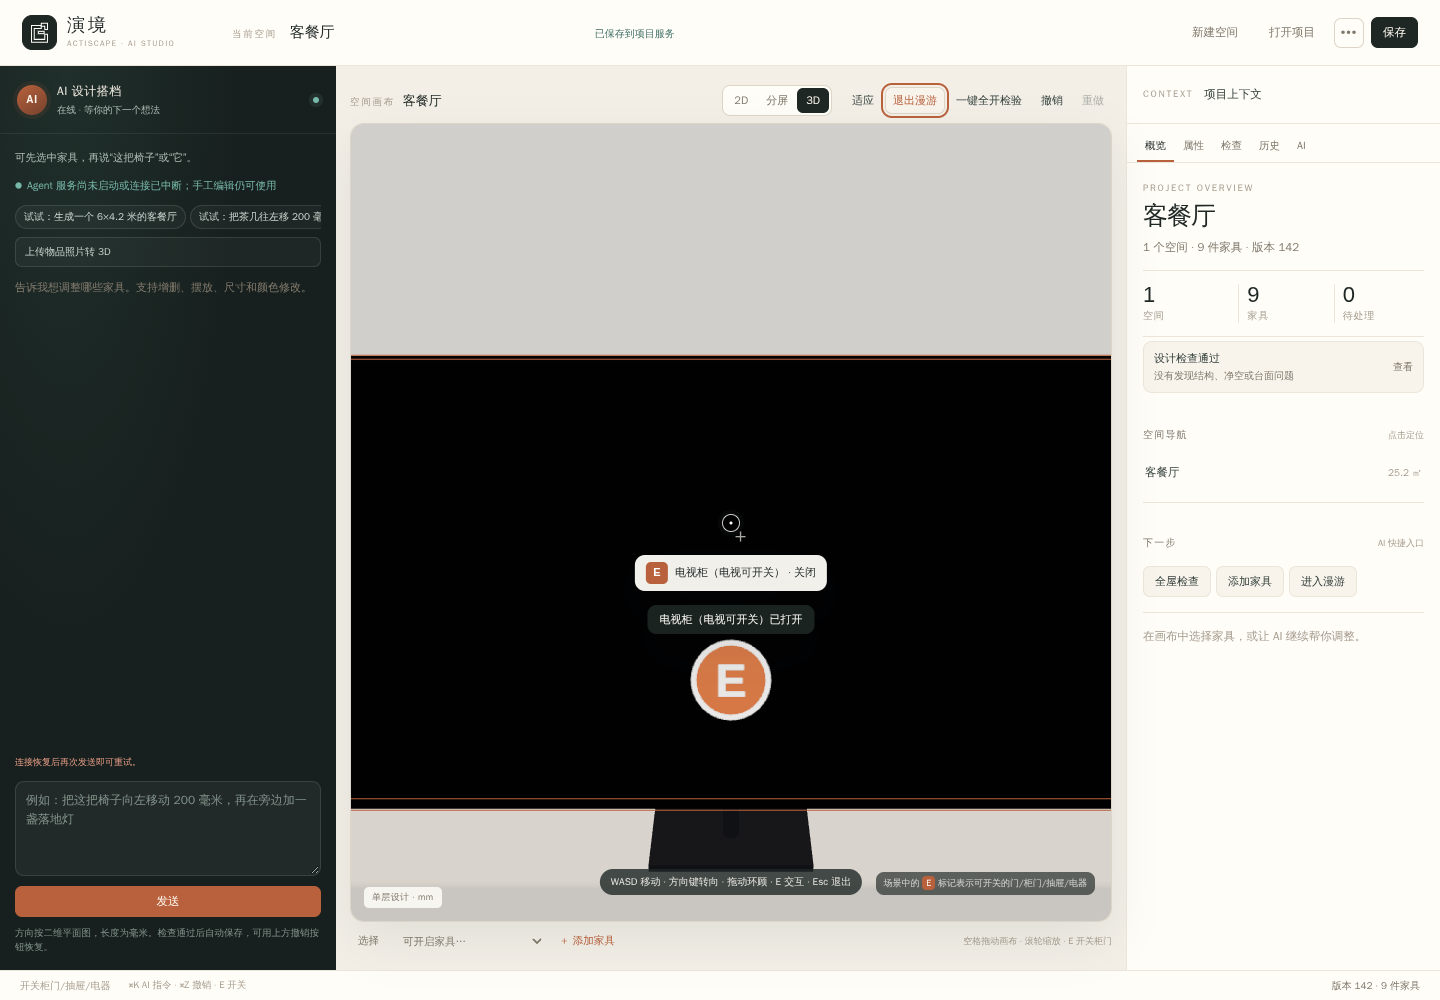 演境
ACTISCAPE · AI STUDIO
当前空间 客餐厅
已保存到项目服务
新建空间 打开项目 ••• 保存
AI AI 设计搭档
在线 · 等你的下一个想法
可先选中家具，再说“这把椅子”或“它”。
Agent 服务尚未启动或连接已中断；手工编辑仍可使用
试试：生成一个 6×4.2 米的客餐厅 试试：把茶几往左移 200 毫
上传物品照片转 3D
告诉我想调整哪些家具。支持增删、摆放、尺寸和颜色修改。
连接恢复后再次发送即可重试。
例如：把这把椅子向左移动 200 毫米，再在旁边加一
盏落地灯
发送
方向按二维平面图，长度为毫米。检查通过后自动保存，可用上方撤销按
钮恢复。
空间画布 客餐厅
2D 分屏 3D 适应 退出漫游 一键全开检验 撤销 重做
E 电视柜（电视可开关） · 关闭
电视柜（电视可开关）已打开
E
WASD 移动 · 方向键转向 · 拖动环顾 · E 交互 · Esc 退出
场景中的 E 标记表示可开关的门/柜门/抽屉/电器
单层设计 · mm
选择 可开启家具… + 添加家具
空格拖动画布 · 滚轮缩放 · E 开关柜门
CONTEXT 项目上下文
概览 属性 检查 历史 AI
PROJECT OVERVIEW
客餐厅
1 个空间 · 9 件家具 · 版本 142
1 9 0
空间 家具 待处理
设计检查通过
没有发现结构、净空或台面问题
查看
空间导航 点击定位
客餐厅 25.2 ㎡
下一步 AI 快捷入口
全屋检查 添加家具 进入漫游
在画布中选择家具，或让 AI 继续帮你调整。
开关柜门/抽屉/电器 ⌘K AI 指令 · ⌘Z 撤销 · E 开关
版本 142 · 9 件家具